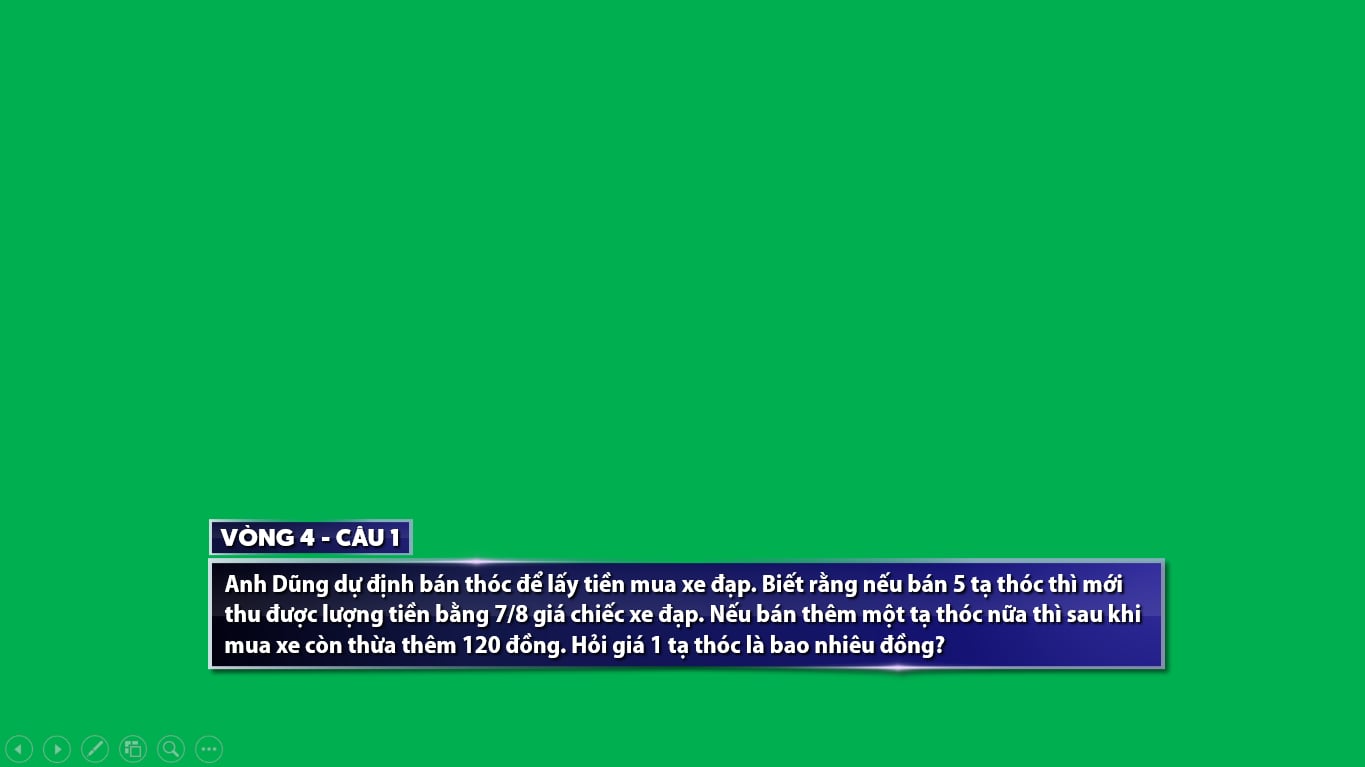 VÒNG 4 - CÂU 1
Anh Dũng dự định bán thóc để lấy tiền mua xe đạp. Biết rằng nếu bán 5 tạ thóc thì mới
thu được lượng tiền bằng 7/8 giá chiếc xe đạp. Nếu bán thêm một tạ thóc nữa thì sau khi
mua xe còn thừa thêm 120 đồng. Hỏi giá 1 tạ thóc là bao nhiêu đồng?